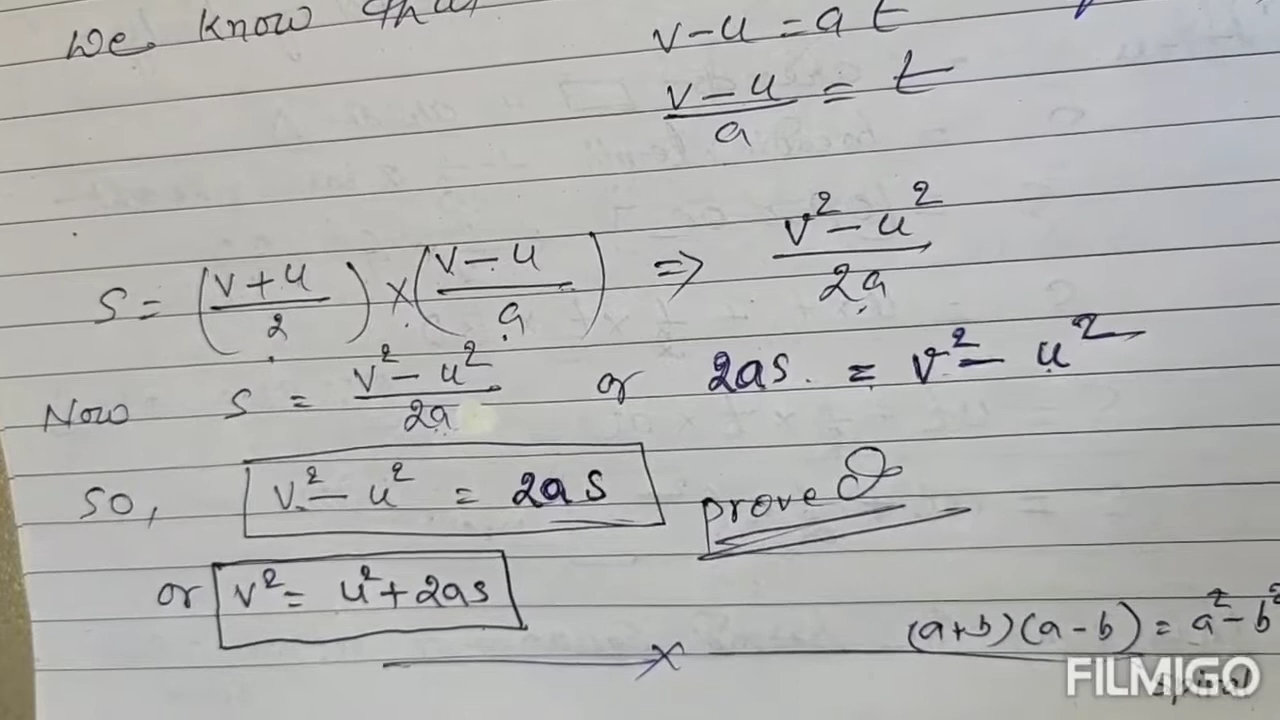 We know that
v-u = at
(v-u)/a = t
S = ((v+u)/2) × ((v-u)/a) ⇒ (v²-u²)/2a
Now S = (v²-u²)/2a or 2as. = v²-u²
So, v²-u² = 2as proved
or v² = u²+2as
(a+b)(a-b) = a²-b²
×
FILMIGO